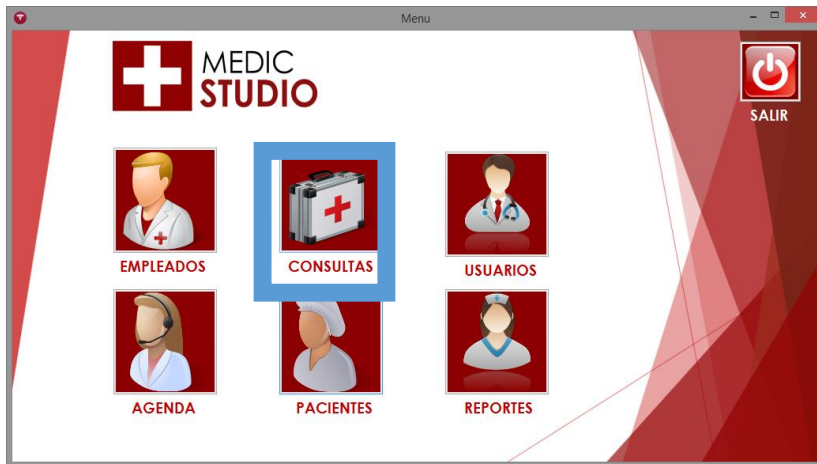 Menu
MEDIC
STUDIO
SALIR
EMPLEADOS
CONSULTAS
USUARIOS
AGENDA
PACIENTES
REPORTES